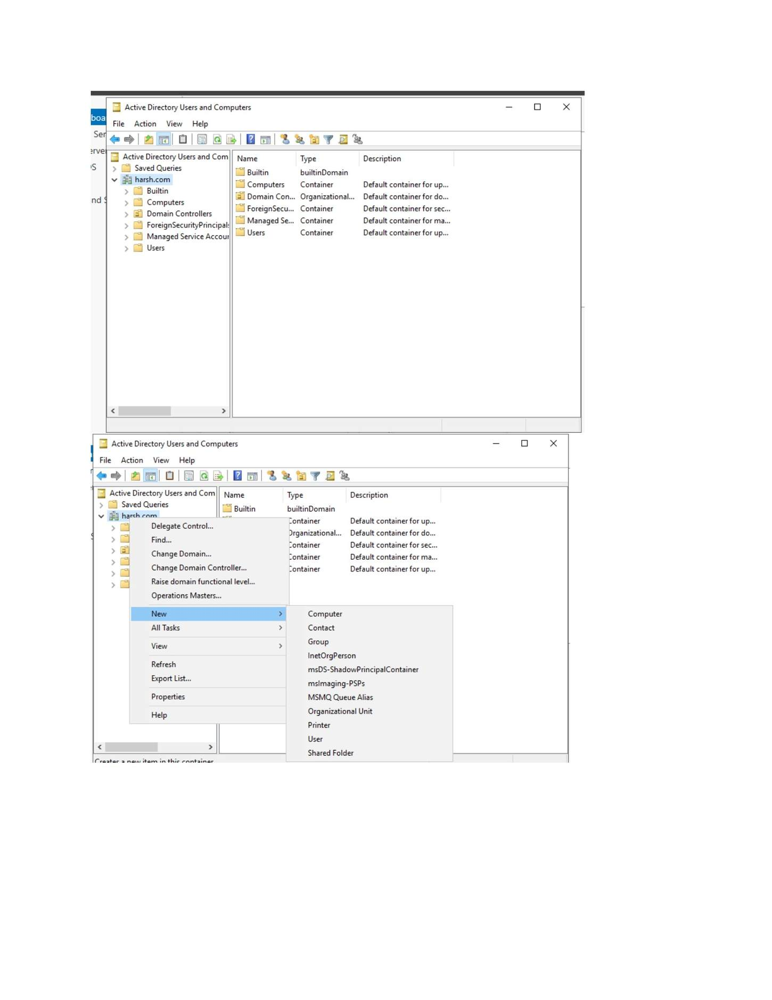 Active Directory Users and Computers
boa
File Action View Help
Ser
erver
Active Directory Users and Com
Name Type Description
Saved Queries
harsh.com
Builtin builtinDomain
Builtin
Computers Container Default container for up...
Computers
Domain Con... Organizational... Default container for do...
nd S
Domain Controllers
ForeignSecu... Container Default container for sec...
ForeignSecurityPrincipals
Managed Se... Container Default container for ma...
Managed Service Accour
Users Container Default container for up...
Users
Active Directory Users and Computers
File Action View Help
Active Directory Users and Com
Name Type Description
Saved Queries
Builtin builtinDomain
harsh.com
Container Default container for up...
Organizational... Default container for do...
Container Default container for sec...
Container Default container for ma...
Container Default container for up...
Delegate Control...
Find...
Change Domain...
Change Domain Controller...
Raise domain functional level...
Operations Masters...
New
All Tasks
View
Refresh
Export List...
Properties
Help
Computer
Contact
Group
InetOrgPerson
msDS-ShadowPrincipalContainer
msImaging-PSPs
MSMQ Queue Alias
Organizational Unit
Printer
User
Shared Folder
Creates a new item in this container